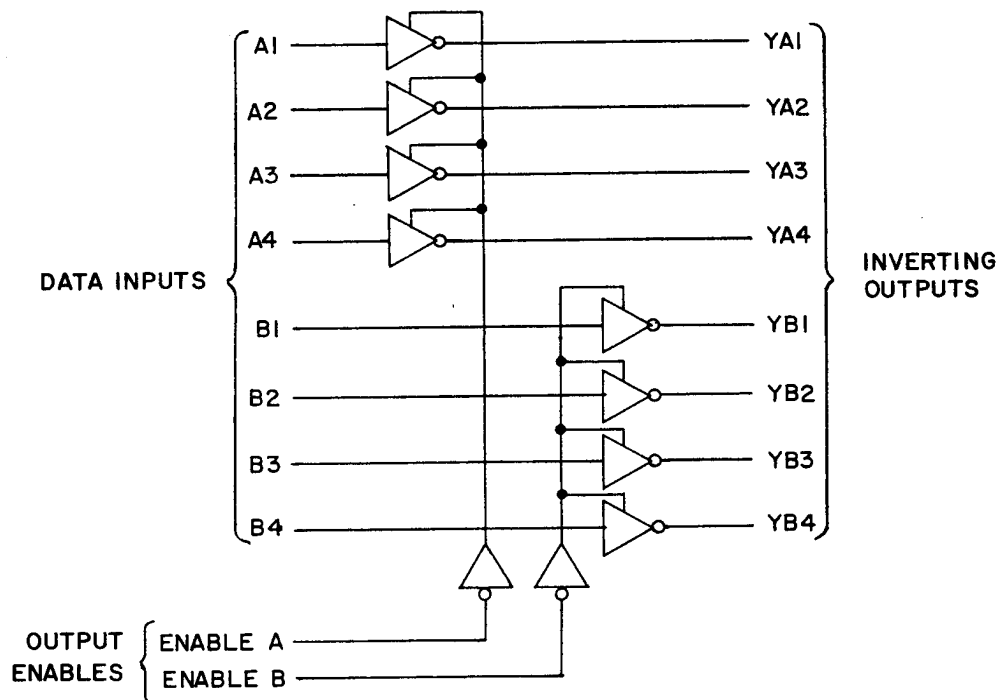 A1
YA1
A2
YA2
A3
YA3
A4
YA4
DATA INPUTS
INVERTING
OUTPUTS
B1
YB1
B2
YB2
B3
YB3
B4
YB4
OUTPUT
ENABLES
ENABLE A
ENABLE B